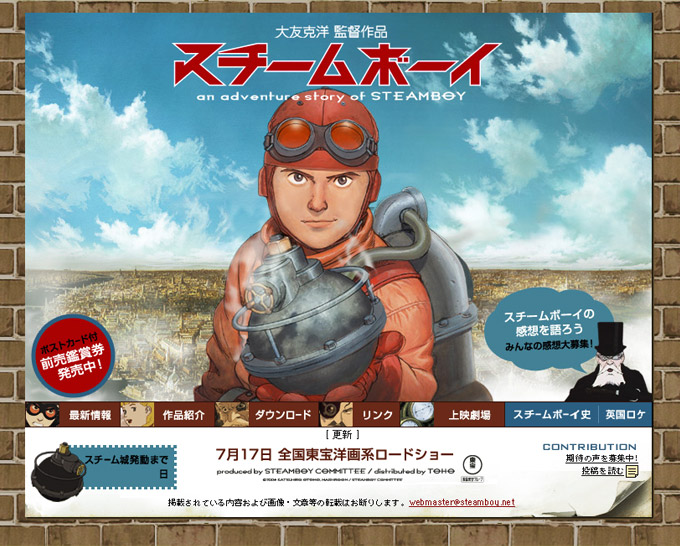 大友克洋 監督作品
スチームボーイ
an adventure story of STEAMBOY
ポストカード付
前売鑑賞券
発売中!
スチームボーイの
感想を語ろう
みんなの感想大募集!
最新情報
作品紹介
ダウンロード
リンク
上映劇場
スチームボーイ史
英国ロケ
[ 更新 ]
スチーム城発動まで
日
7月17日 全国東宝洋画系ロードショー
produced by STEAMBOY COMMITTEE / distributed by TOHO
CONTRIBUTION
期待の声を募集中!
投稿を読む
掲載されている内容および画像・文章等の転載はお断りします。webmaster@steamboy.net